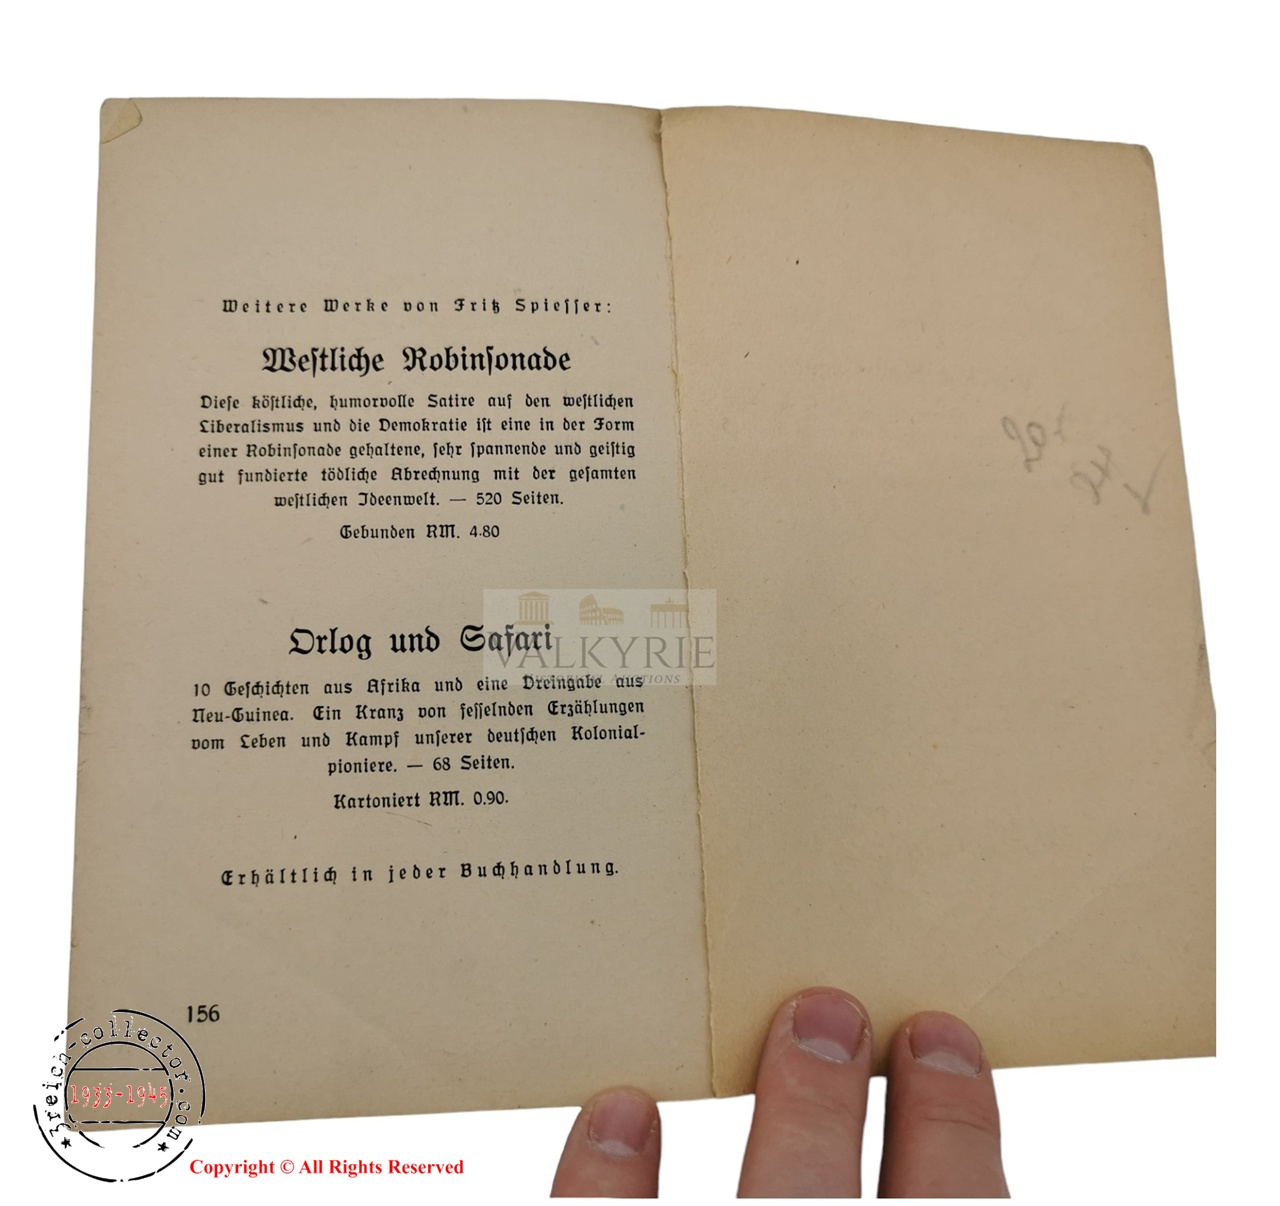 Weitere Werke von Fritz Spiesser:
Westliche Robinsonade
Diese köstliche, humorvolle Satire auf den westlichen
Liberalismus und die Demokratie ist eine in der Form
einer Robinsonade gehaltene, sehr spannende und geistig
gut fundierte tödliche Abrechnung mit der gesamten
westlichen Ideenwelt. — 520 Seiten.
Gebunden RM. 4.80
Orlog und Safari
10 Geschichten aus Afrika und eine Dreingabe aus
Neu-Guinea. Ein Kranz von fesselnden Erzählungen
vom Leben und Kampf unserer deutschen Kolonial-
pioniere. — 68 Seiten.
Kartoniert RM. 0.90.
Erhältlich in jeder Buchhandlung.
156
VALKYRIE
HISTORICAL AUCTIONS
3reich-collector.com
1933-1945
Copyright © All Rights Reserved